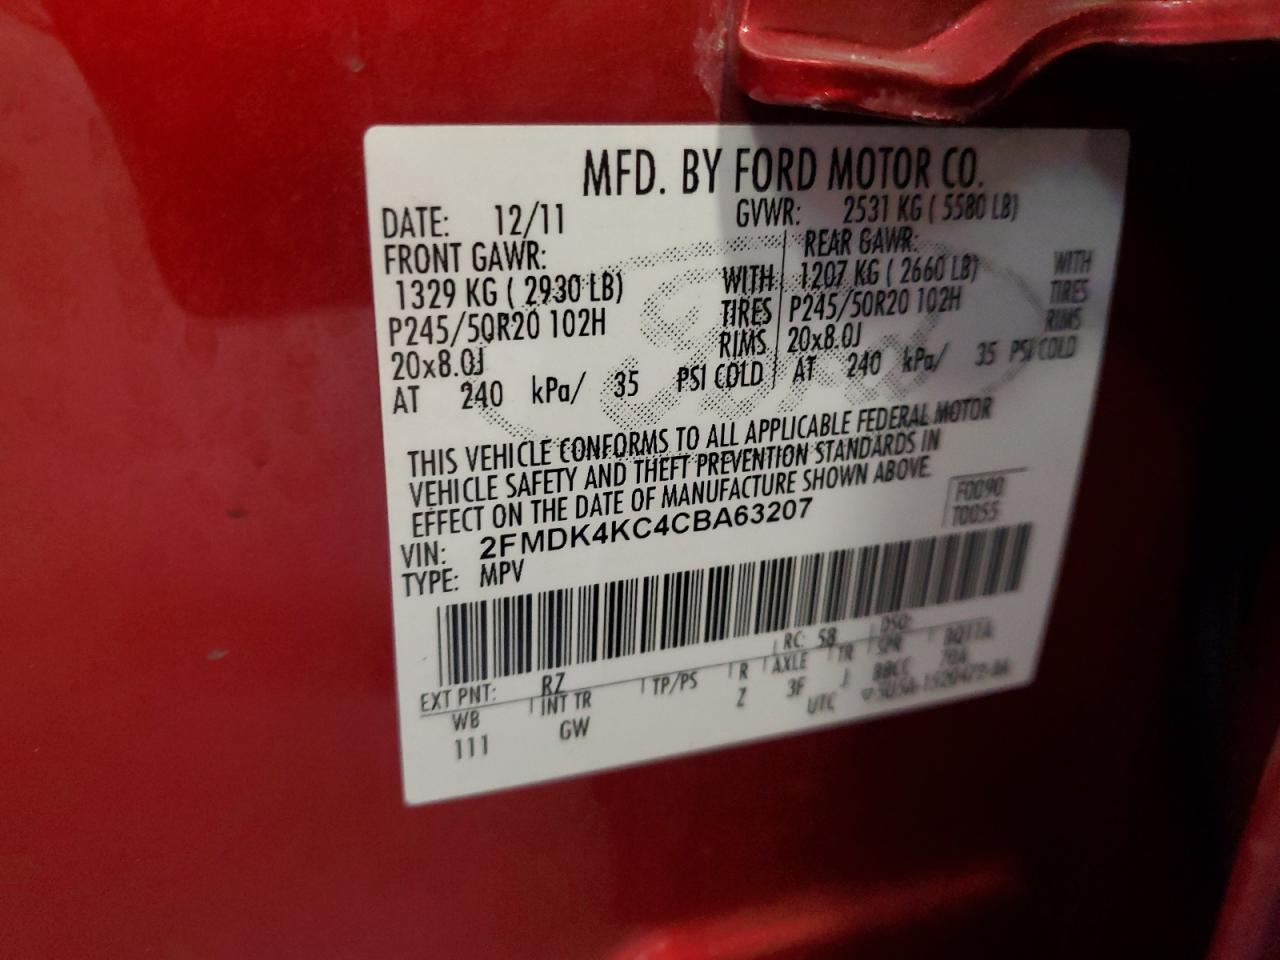 MFD. BY FORD MOTOR CO.
DATE: 12/11 GVWR: 2531 KG ( 5580 LB)
FRONT GAWR: REAR GAWR:
1329 KG ( 2930 LB) WITH 1207 KG ( 2660 LB) WITH
P245/50R20 102H TIRES P245/50R20 102H TIRES
20x8.0J RIMS 20x8.0J RIMS
AT 240 kPa/ 35 PSI COLD AT 240 kPa/ 35 PSI COLD
THIS VEHICLE CONFORMS TO ALL APPLICABLE FEDERAL MOTOR
VEHICLE SAFETY AND THEFT PREVENTION STANDARDS IN
EFFECT ON THE DATE OF MANUFACTURE SHOWN ABOVE.
F0090
T0055
VIN: 2FMDK4KC4CBA63207
TYPE: MPV
EXT PNT: RZ RC: 58 DSO:
WB INT TR TP/PS R AXLE TR SPR
111 GW Z 3F J BBCC
UTC